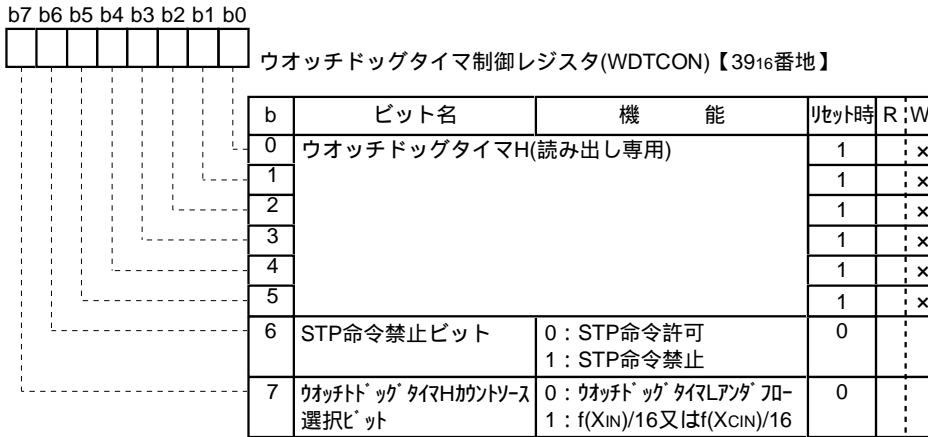 b7 b6 b5 b4 b3 b2 b1 b0
ウオッチドッグタイマ制御レジスタ(WDTCON)【3916番地】
b ビット名 機 能 ﾘｾｯﾄ時 R W
0 ウオッチドッグタイマH(読み出し専用) 1 ×
1 1 ×
2 1 ×
3 1 ×
4 1 ×
5 1 ×
6 STP命令禁止ビット 0：STP命令許可 0
1：STP命令禁止
7 ｳｵｯﾁﾄﾄﾞｯｸﾞﾀｲﾏHｶｳﾝﾄｿｰｽ 0：ｳｵｯﾁﾄﾞｯｸﾞﾀｲﾏLｱﾝﾀﾞﾌﾛｰ 0
選択ﾋﾞｯﾄ 1：f(XIN)/16又はf(XCIN)/16